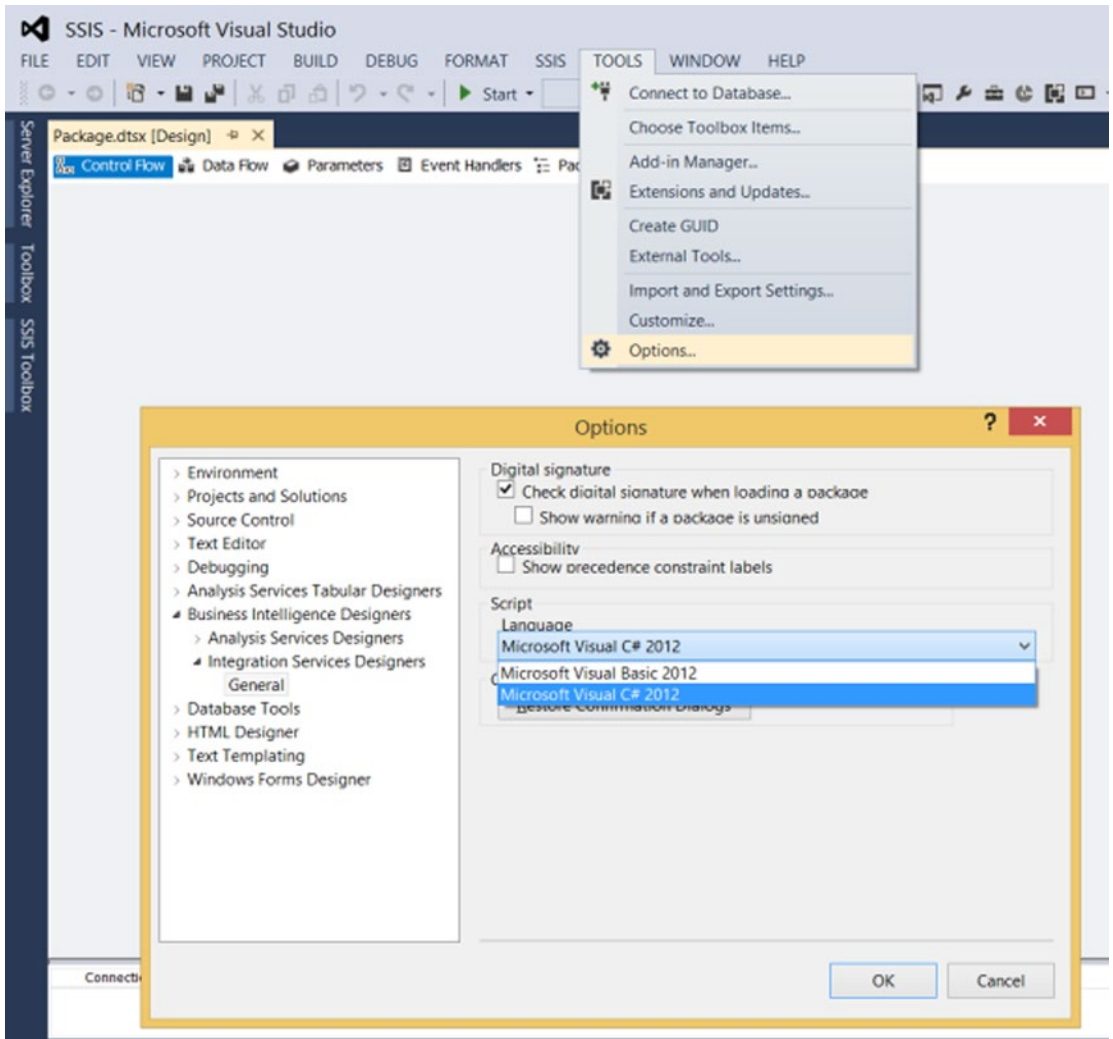 SSIS - Microsoft Visual Studio
FILE EDIT VIEW PROJECT BUILD DEBUG FORMAT SSIS TOOLS WINDOW HELP
Start
Connect to Database...
Choose Toolbox Items...
Add-in Manager...
Extensions and Updates...
Create GUID
External Tools...
Import and Export Settings...
Customize...
Options...
Package.dtsx [Design]
Control Flow Data Flow Parameters Event Handlers Pac
Server Explorer
Toolbox
SSIS Toolbox
Options
?
Environment
Projects and Solutions
Source Control
Text Editor
Debugging
Analysis Services Tabular Designers
Business Intelligence Designers
Analysis Services Designers
Integration Services Designers
General
Database Tools
HTML Designer
Text Templating
Windows Forms Designer
Digital signature
Check digital signature when loading a package
Show warning if a package is unsigned
Accessibility
Show precedence constraint labels
Script
Language
Microsoft Visual C# 2012
Microsoft Visual Basic 2012
Microsoft Visual C# 2012
Restore Confirmation Dialogs
OK Cancel
Connecti